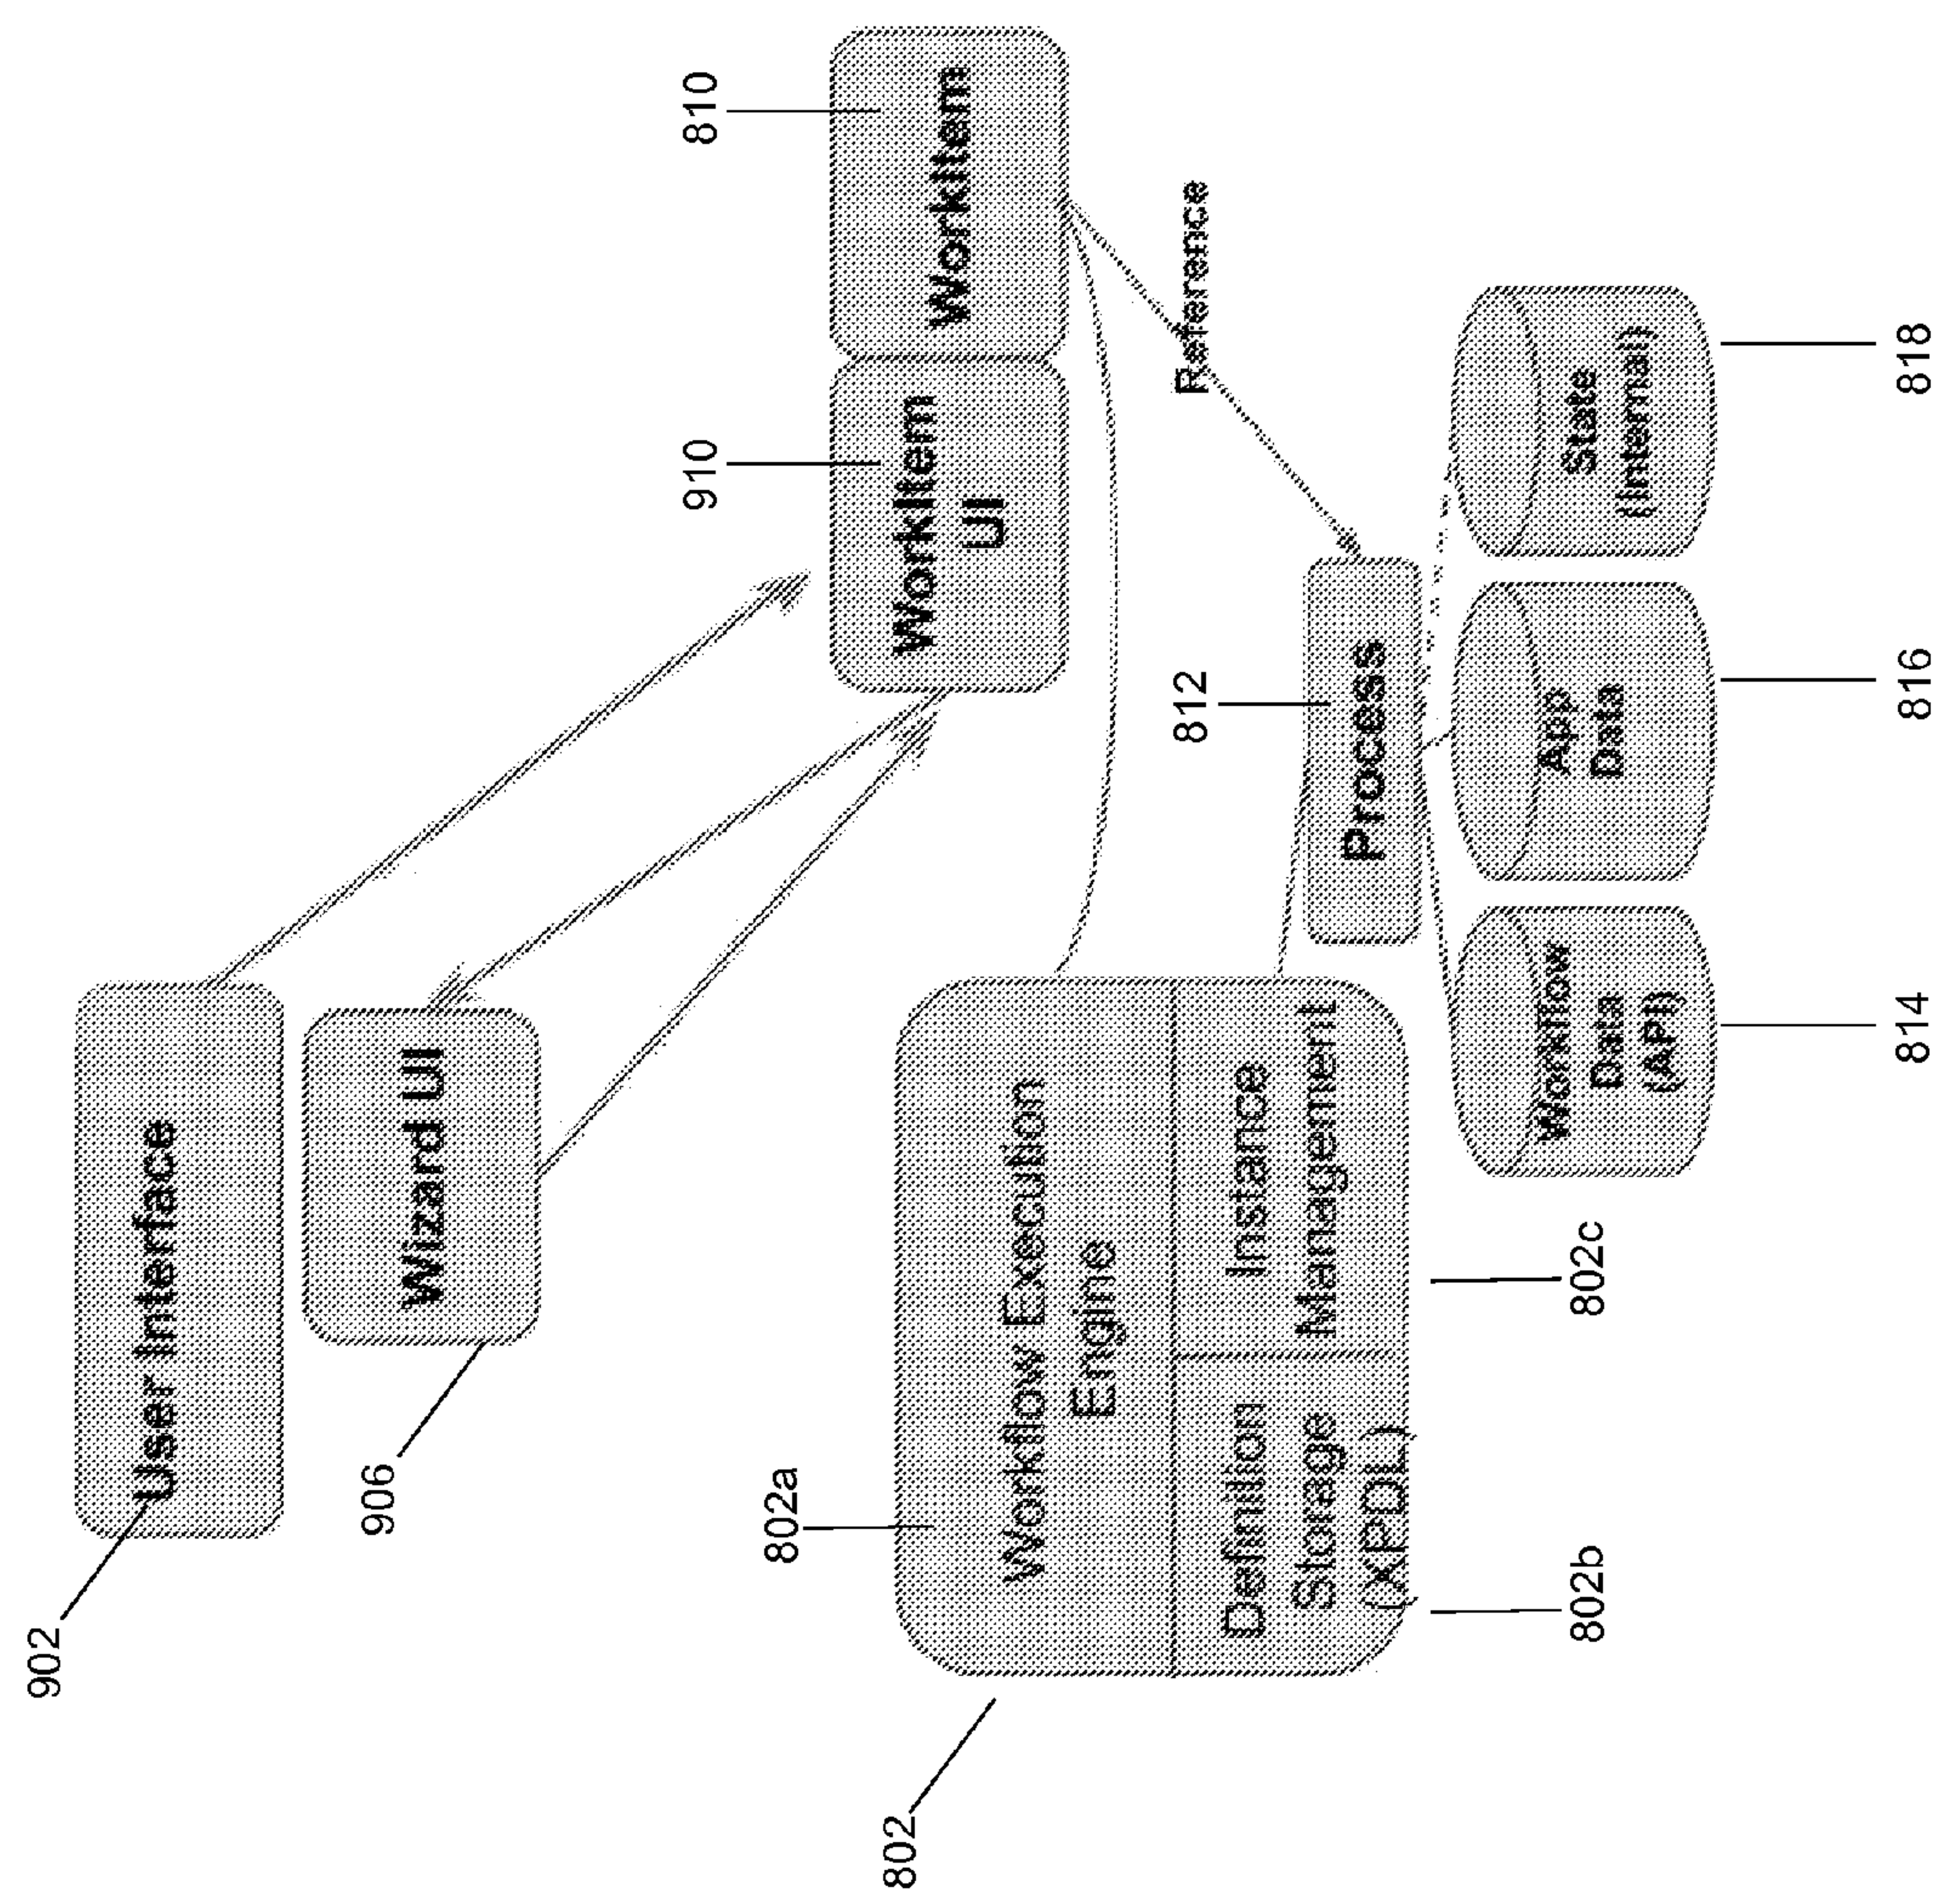 902
User Interface
906
Wizard UI
910
WorkItem
UI
810
WorkItem
802
802a
Workflow Execution
Engine
Definition
Storage
(XPDL)
802b
Instance
Management
802c
Reference
812
Process
Workflow
Data
(API)
814
App
Data
816
State
(Internal)
818